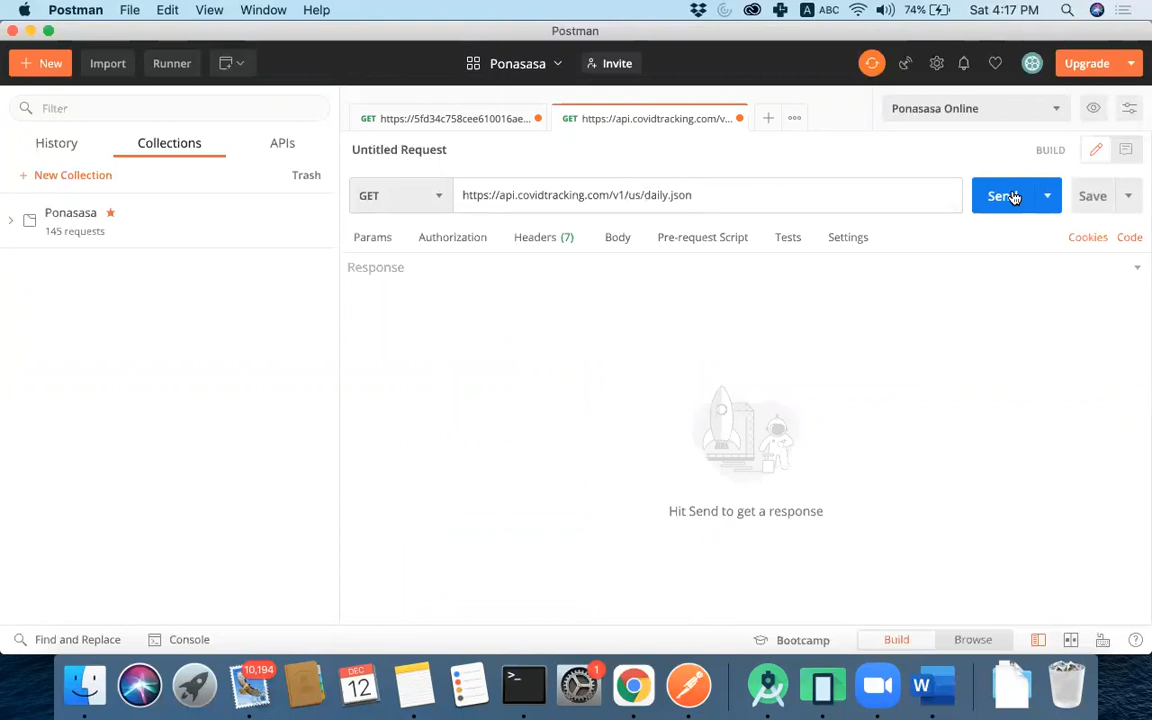 Postman File Edit View Window Help A ABC 74% Sat 4:17 PM
Postman
+ New Import Runner Ponasasa Invite Upgrade
Filter
GET https://5fd34c758cee610016ae... GET https://api.covidtracking.com/v... + ••• Ponasasa Online
History Collections APIs
Untitled Request BUILD
+ New Collection Trash
GET https://api.covidtracking.com/v1/us/daily.json Send Save
Ponasasa
145 requests
Params Authorization Headers (7) Body Pre-request Script Tests Settings Cookies Code
Response
Hit Send to get a response
Find and Replace Console Bootcamp Build Browse
10,194
DEC
12
>_
1
W